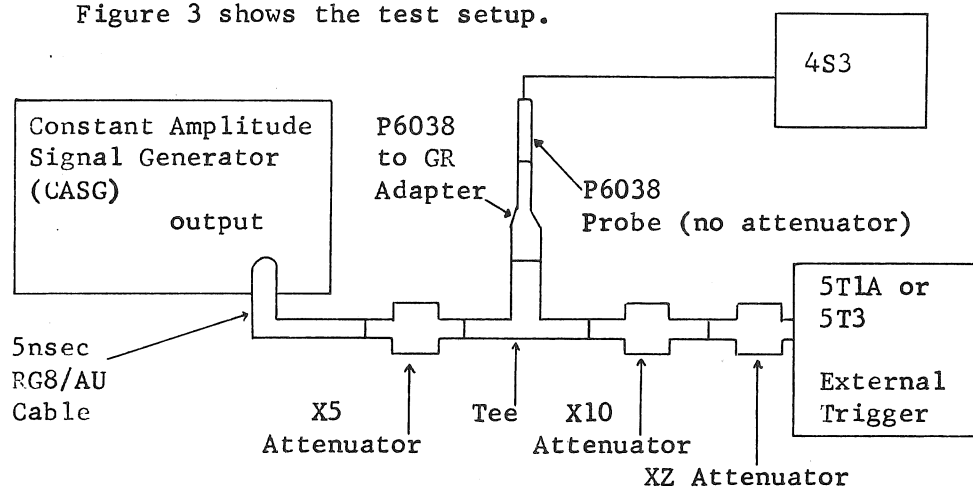 Figure 3 shows the test setup.
4S3
Constant Amplitude
Signal Generator
(CASG)
output
P6038
to GR
Adapter
P6038
Probe (no attenuator)
5T1A or
5T3
External
Trigger
5nsec
RG8/AU
Cable
X5
Attenuator
Tee
X10
Attenuator
XZ Attenuator